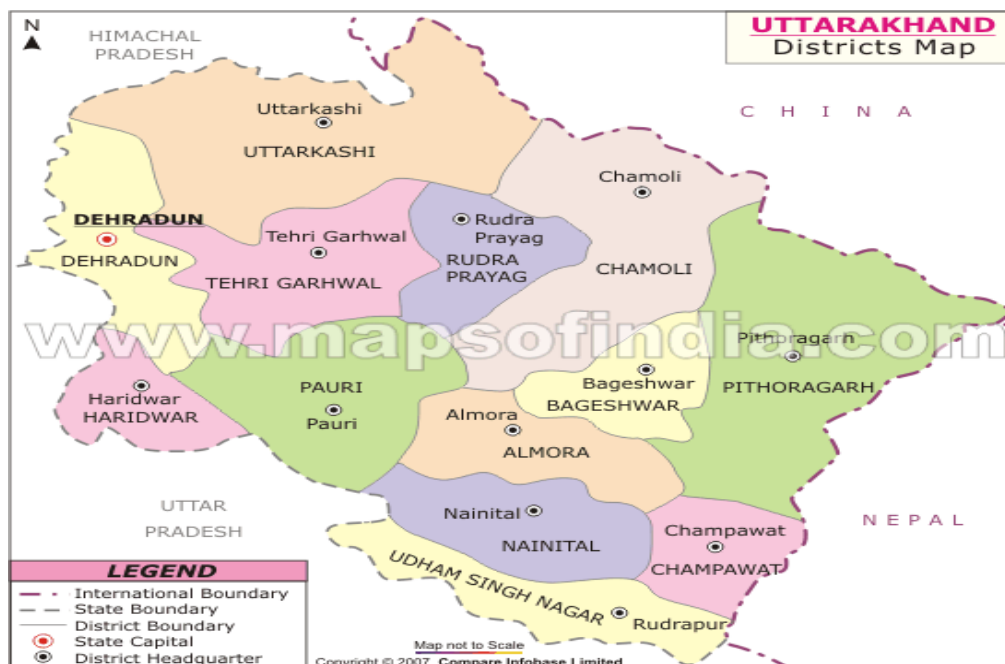 N
HIMACHAL
PRADESH
UTTARAKHAND
Districts Map
C H I N A
Uttarkashi
UTTARKASHI
Chamoli
CHAMOLI
DEHRADUN
DEHRADUN
Tehri Garhwal
TEHRI GARHWAL
Rudra
Prayag
RUDRA
PRAYAG
www.mapsofindia.com
Pithoragarh
PITHORAGARH
Haridwar
HARIDWAR
PAURI
Pauri
Bageshwar
BAGESHWAR
Almora
ALMORA
UTTAR
PRADESH
Nainital
NAINITAL
Champawat
CHAMPAWAT
N E P A L
UDHAM SINGH NAGAR
Rudrapur
LEGEND
International Boundary
State Boundary
District Boundary
State Capital
District Headquarter
Map not to Scale
Copyright © 2007, Compare Infobase Limited